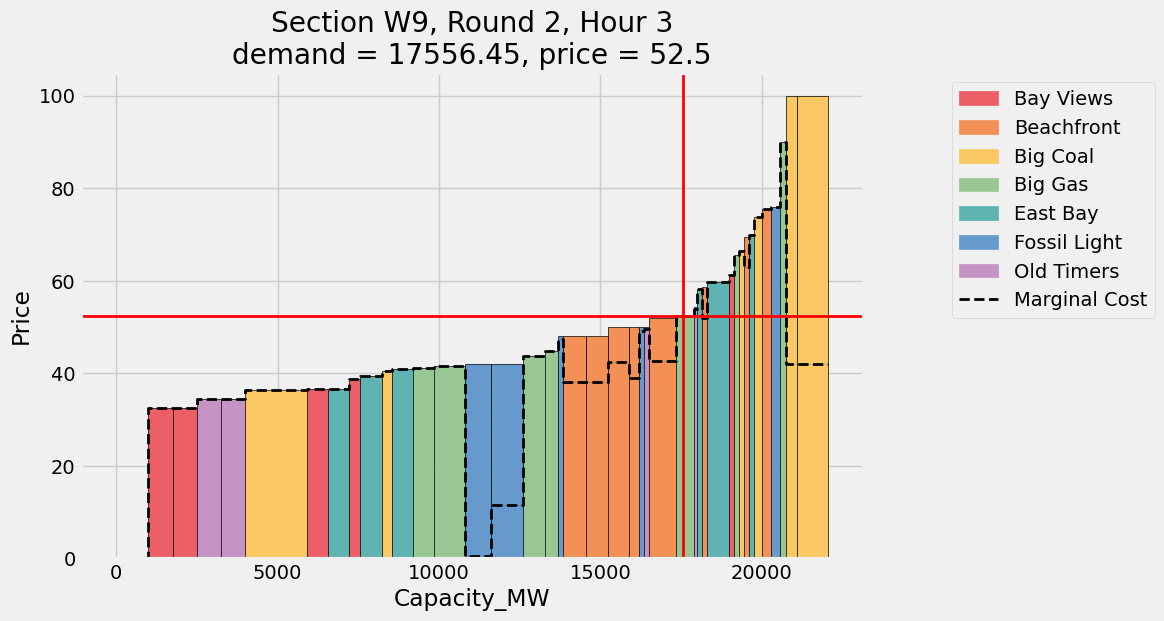 Section W9, Round 2, Hour 3
demand = 17556.45, price = 52.5
100
80
60
40
20
0
Price
0
5000
10000
15000
20000
Capacity_MW
Bay Views
Beachfront
Big Coal
Big Gas
East Bay
Fossil Light
Old Timers
Marginal Cost